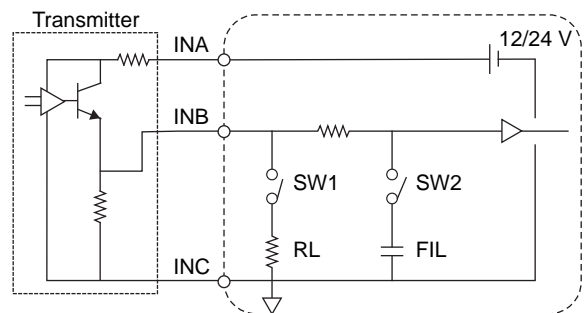 Transmitter
INA
12/24 V
INB
SW1
SW2
RL
FIL
INC